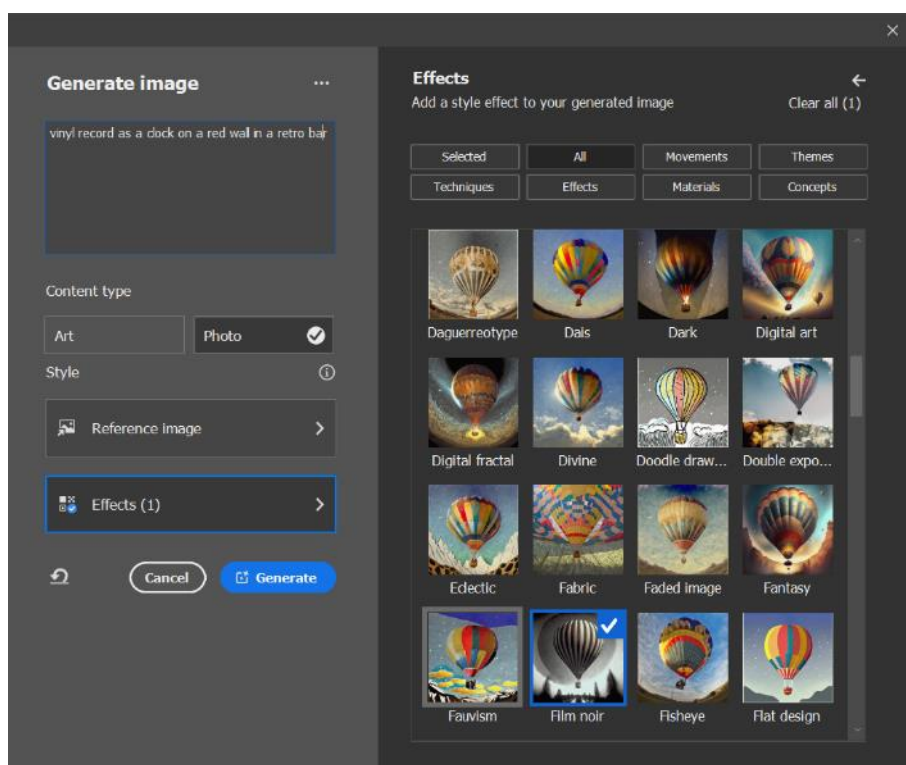 Generate image
...
vinyl record as a clock on a red wall in a retro bar
Content type
Art
Photo
Style
Reference image
Effects (1)
Cancel
Generate
Effects
Add a style effect to your generated image
Clear all (1)
Selected
All
Movements
Themes
Techniques
Effects
Materials
Concepts
Daguerreotype
Dais
Dark
Digital art
Digital fractal
Divine
Doodle draw...
Double expo...
Eclectic
Fabric
Faded image
Fantasy
Fauvism
Film noir
Fisheye
Flat design